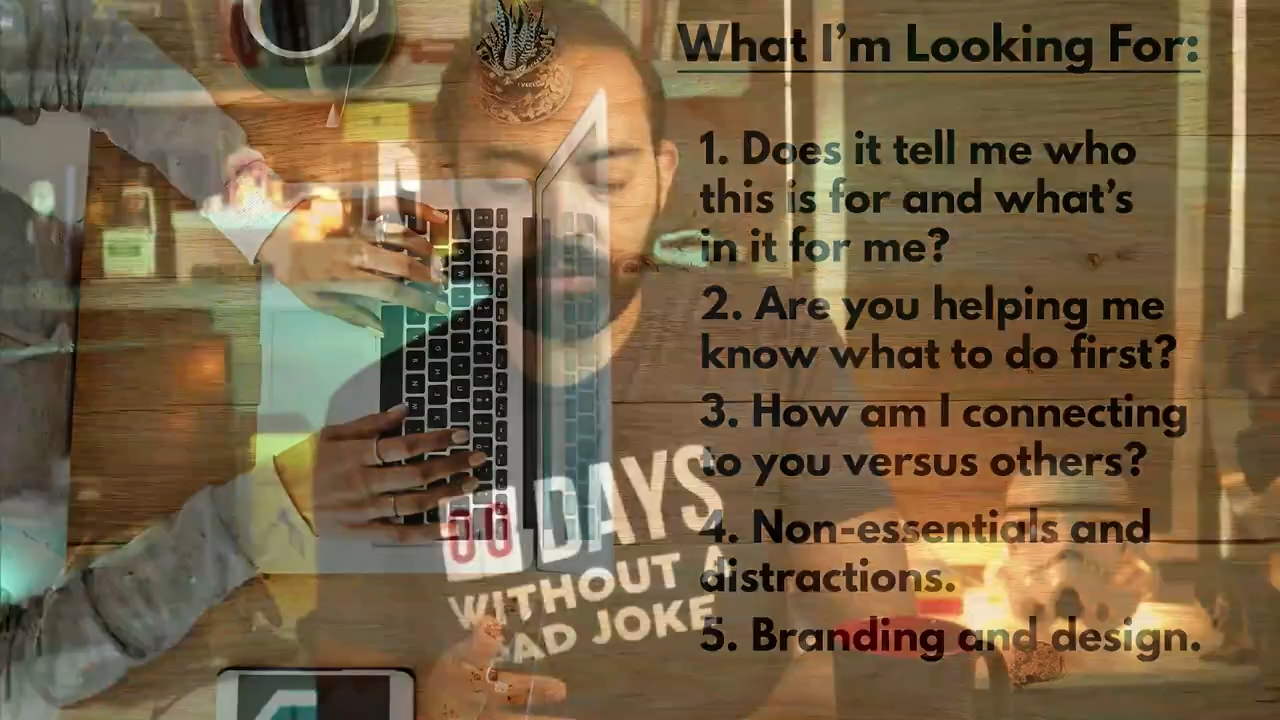 What I'm Looking For:
1. Does it tell me who
this is for and what's
in it for me?
2. Are you helping me
know what to do first?
3. How am I connecting
to you versus others?
4. Non-essentials and
distractions.
5. Branding and design.
DAYS
WITHOUT A
AD JOKE